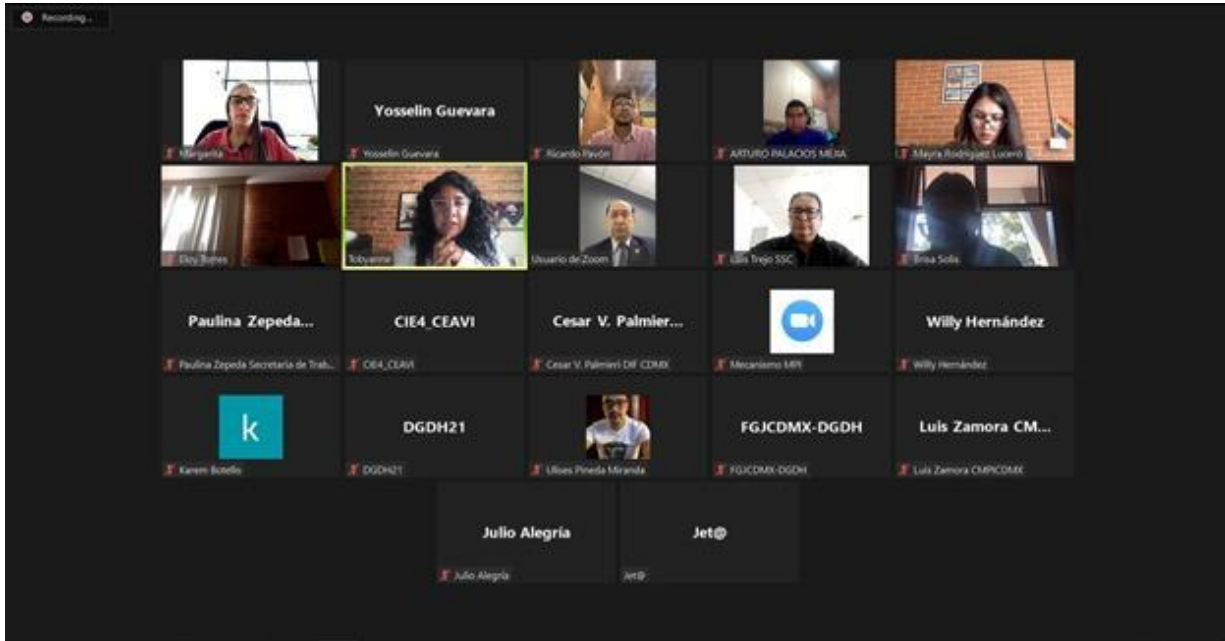 Recording...
Margarita
Yosselin Guevara
Yosselin Guevara
Ricardo Pavón
ARTURO PALACIOS MEJIA
Mayra Rodríguez Lucero
Eloy Torres
Tobyanne
Usuario de Zoom
Luis Trejo SSC
Brisa Solis
Paulina Zepeda...
Paulina Zepeda Secretaria de Trab...
CIE4_CEAVI
CIE4_CEAVI
Cesar V. Palmier...
Cesar V. Palmieri DIF CDMX
Mecanismo MPI
Willy Hernández
Willy Hernández
k
Karem Botello
DGDH21
DGDH21
Ulises Pineda Miranda
FGJCDMX-DGDH
FGJCDMX-DGDH
Luis Zamora CM...
Luis Zamora CMPICDMX
Julio Alegría
Julio Alegría
Jet@
Jet@